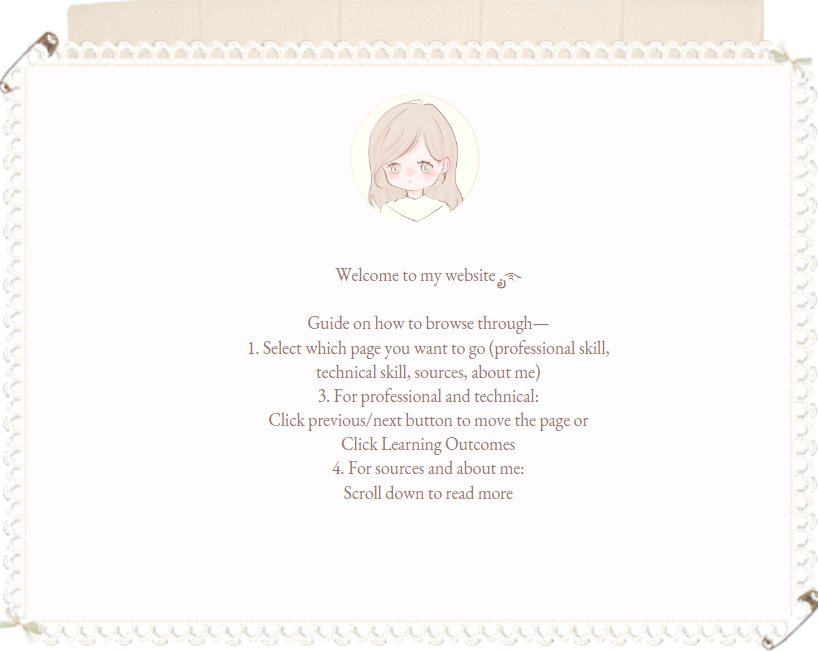 Welcome to my website
Guide on how to browse through—
1. Select which page you want to go (professional skill,
technical skill, sources, about me)
3. For professional and technical:
Click previous/next button to move the page or
Click Learning Outcomes
4. For sources and about me:
Scroll down to read more